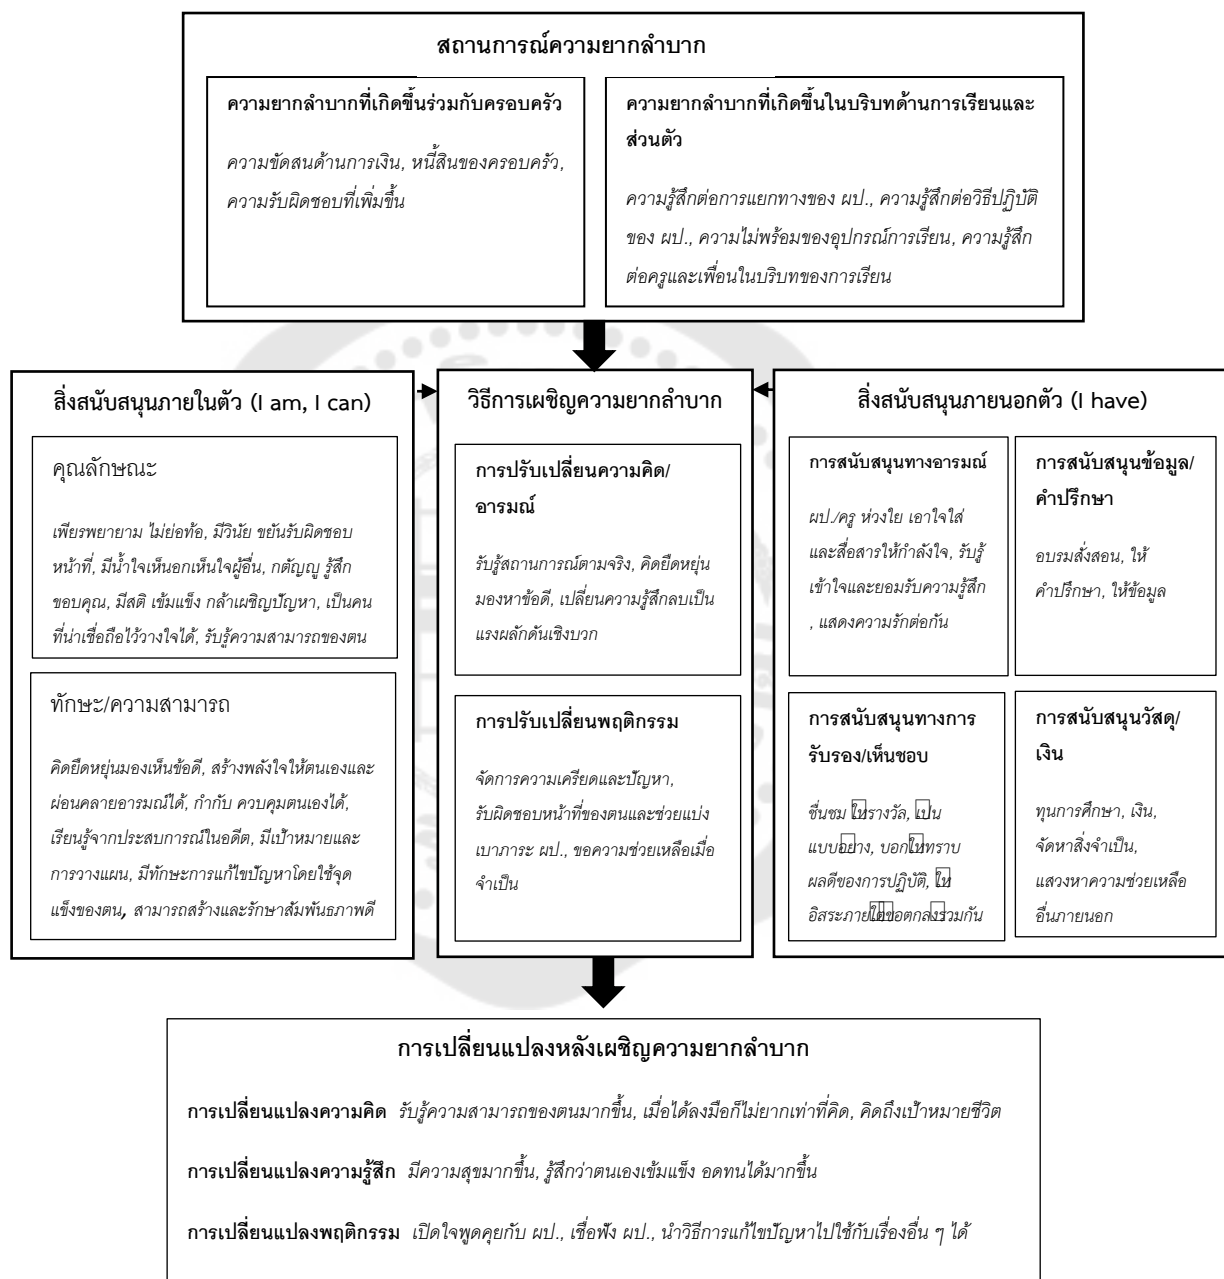 สถานการณ์ความยากลำบาก
ความยากลำบากที่เกิดขึ้นร่วมกับครอบครัว
ความขัดสนด้านการเงิน, หนี้สินของครอบครัว,
ความรับผิดชอบที่เพิ่มขึ้น
ความยากลำบากที่เกิดขึ้นในบริบทด้านการเรียนและ
ส่วนตัว
ความรู้สึกต่อการแยกทางของ ผป., ความรู้สึกต่อวิธีปฏิบัติ
ของ ผป., ความไม่พร้อมของอุปกรณ์การเรียน, ความรู้สึก
ต่อครูและเพื่อนในบริบทของการเรียน
สิ่งสนับสนุนภายในตัว (I am, I can)
คุณลักษณะ
เพียรพยายาม ไม่ย่อท้อ, มีวินัย ขยันรับผิดชอบ
หน้าที่, มีน้ำใจเห็นอกเห็นใจผู้อื่น, กตัญญู รู้สึก
ขอบคุณ, มีสติ เข้มแข็ง กล้าเผชิญปัญหา, เป็นคน
ที่น่าเชื่อถือไว้วางใจได้, รับรู้ความสามารถของตน
ทักษะ/ความสามารถ
คิดยืดหยุ่นมองเห็นข้อดี, สร้างพลังใจให้ตนเองและ
ผ่อนคลายอารมณ์ได้, กำกับ ควบคุมตนเองได้,
เรียนรู้จากประสบการณ์ในอดีต, มีเป้าหมายและ
การวางแผน, มีทักษะการแก้ไขปัญหาโดยใช้จุด
แข็งของตน, สามารถสร้างและรักษาสัมพันธภาพดี
วิธีการเผชิญความยากลำบาก
การปรับเปลี่ยนความคิด/
อารมณ์
รับรู้สถานการณ์ตามจริง, คิดยืดหยุ่น
มองหาข้อดี, เปลี่ยนความรู้สึกลบเป็น
แรงผลักดันเชิงบวก
การปรับเปลี่ยนพฤติกรรม
จัดการความเครียดและปัญหา,
รับผิดชอบหน้าที่ของตนและช่วยแบ่ง
เบาภาระ ผป., ขอความช่วยเหลือเมื่อ
จำเป็น
สิ่งสนับสนุนภายนอกตัว (I have)
การสนับสนุนทางอารมณ์
ผป./ครู ห่วงใย เอาใจใส่
และสื่อสารให้กำลังใจ, รับรู้
เข้าใจและยอมรับความรู้สึก
, แสดงความรักต่อกัน
การสนับสนุนข้อมูล/
คำปรึกษา
อบรมสั่งสอน, ให้
คำปรึกษา, ให้ข้อมูล
การสนับสนุนทางการ
รับรอง/เห็นชอบ
ชื่นชม ใหรางวัล, เปน
แบบอยาง, บอกใหทราบ
ผลดีของการปฏิบัติ, ให
อิสระภายใตขอตกลงรวมกัน
การสนับสนุนวัสดุ/
เงิน
ทุนการศึกษา, เงิน,
จัดหาสิ่งจำเป็น,
แสวงหาความช่วยเหลือ
อื่นภายนอก
การเปลี่ยนแปลงหลังเผชิญความยากลำบาก
การเปลี่ยนแปลงความคิด รับรู้ความสามารถของตนมากขึ้น, เมื่อได้ลงมือก็ไม่ยากเท่าที่คิด, คิดถึงเป้าหมายชีวิต
การเปลี่ยนแปลงความรู้สึก มีความสุขมากขึ้น, รู้สึกว่าตนเองเข้มแข็ง อดทนได้มากขึ้น
การเปลี่ยนแปลงพฤติกรรม เปิดใจพูดคุยกับ ผป., เชื่อฟัง ผป., นำวิธีการแก้ไขปัญหาไปใช้กับเรื่องอื่น ๆ ได้